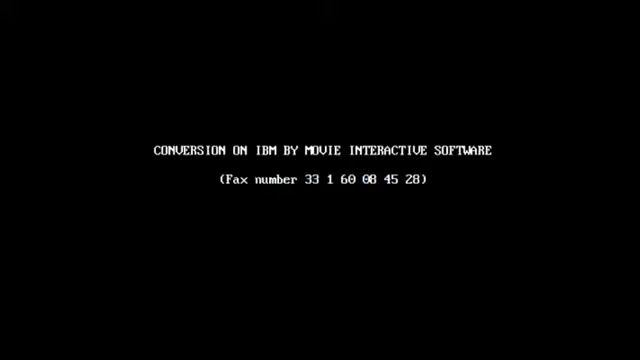 CONVERSION ON IBM BY MOVIE INTERACTIVE SOFTWARE
(Fax number 33 1 60 08 45 28)